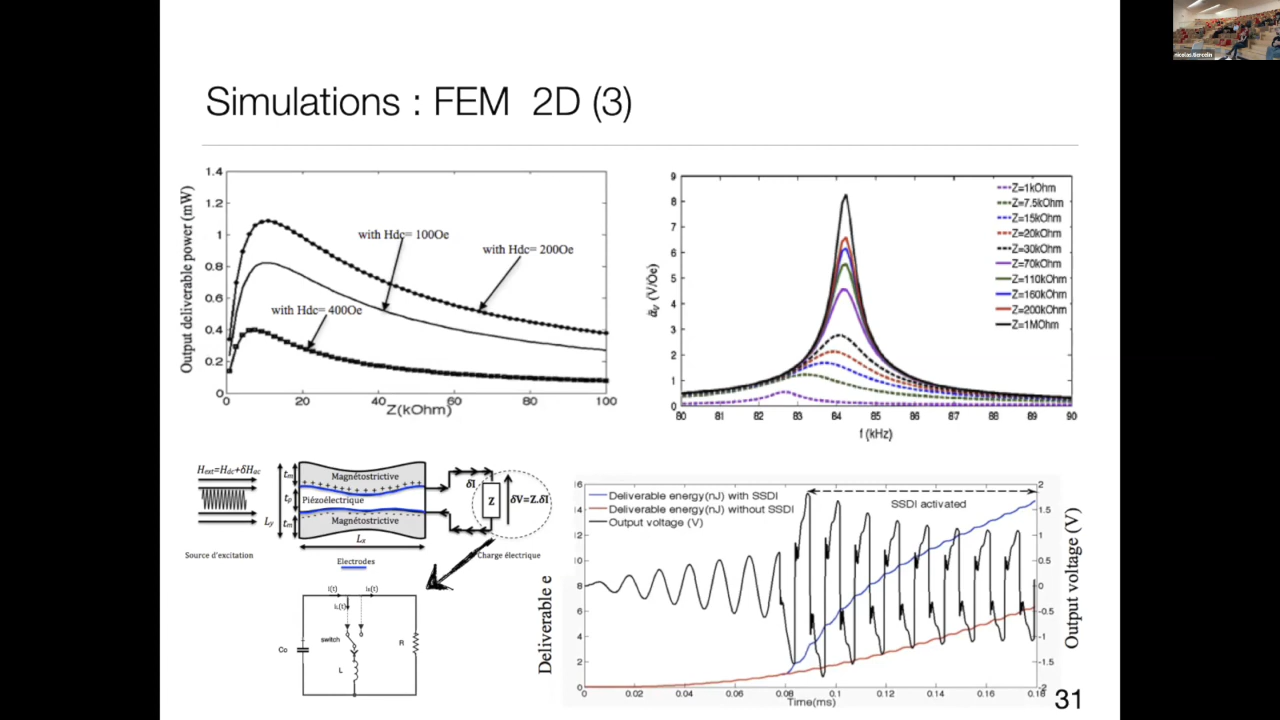 nicolas.Bercelin
Simulations : FEM 2D (3)
Output deliverable power (mW)
1.4
1.2
1
0.8
0.6
0.4
0.2
0
with Hdc= 100Oe
with Hdc= 200Oe
with Hdc= 400Oe
0 20 40 60 80 100
Z(kOhm)
(V/Oe)
9
8
7
6
5
4
3
2
1
0
Z=1kOhm
Z=7.5kOhm
Z=15kOhm
Z=20kOhm
Z=30kOhm
Z=70kOhm
Z=110kOhm
Z=160kOhm
Z=200kOhm
Z=1MOhm
80 81 82 83 84 85 86 87 88 89 90
f (kHz)
Hext=Hdc+δHac
tm
tp
tm
Ly
Magnétostrictive
Piézoélectrique
Magnétostrictive
Lx
δI
Z
δV=Z.δI
Source d'excitation
Charge électrique
Electrodes
I(t)
switch
Co
L
R
Deliverable e
14
12
10
8
6
4
2
0
Deliverable energy(nJ) with SSDI
Deliverable energy(nJ) without SSDI
Output voltage (V)
SSDI activated
2
1.5
1
0.5
0
-0.5
-1
-1.5
-2
Output voltage (V)
0 0.02 0.04 0.06 0.08 0.1 0.12 0.14 0.16 0.18
Time(ms)
31